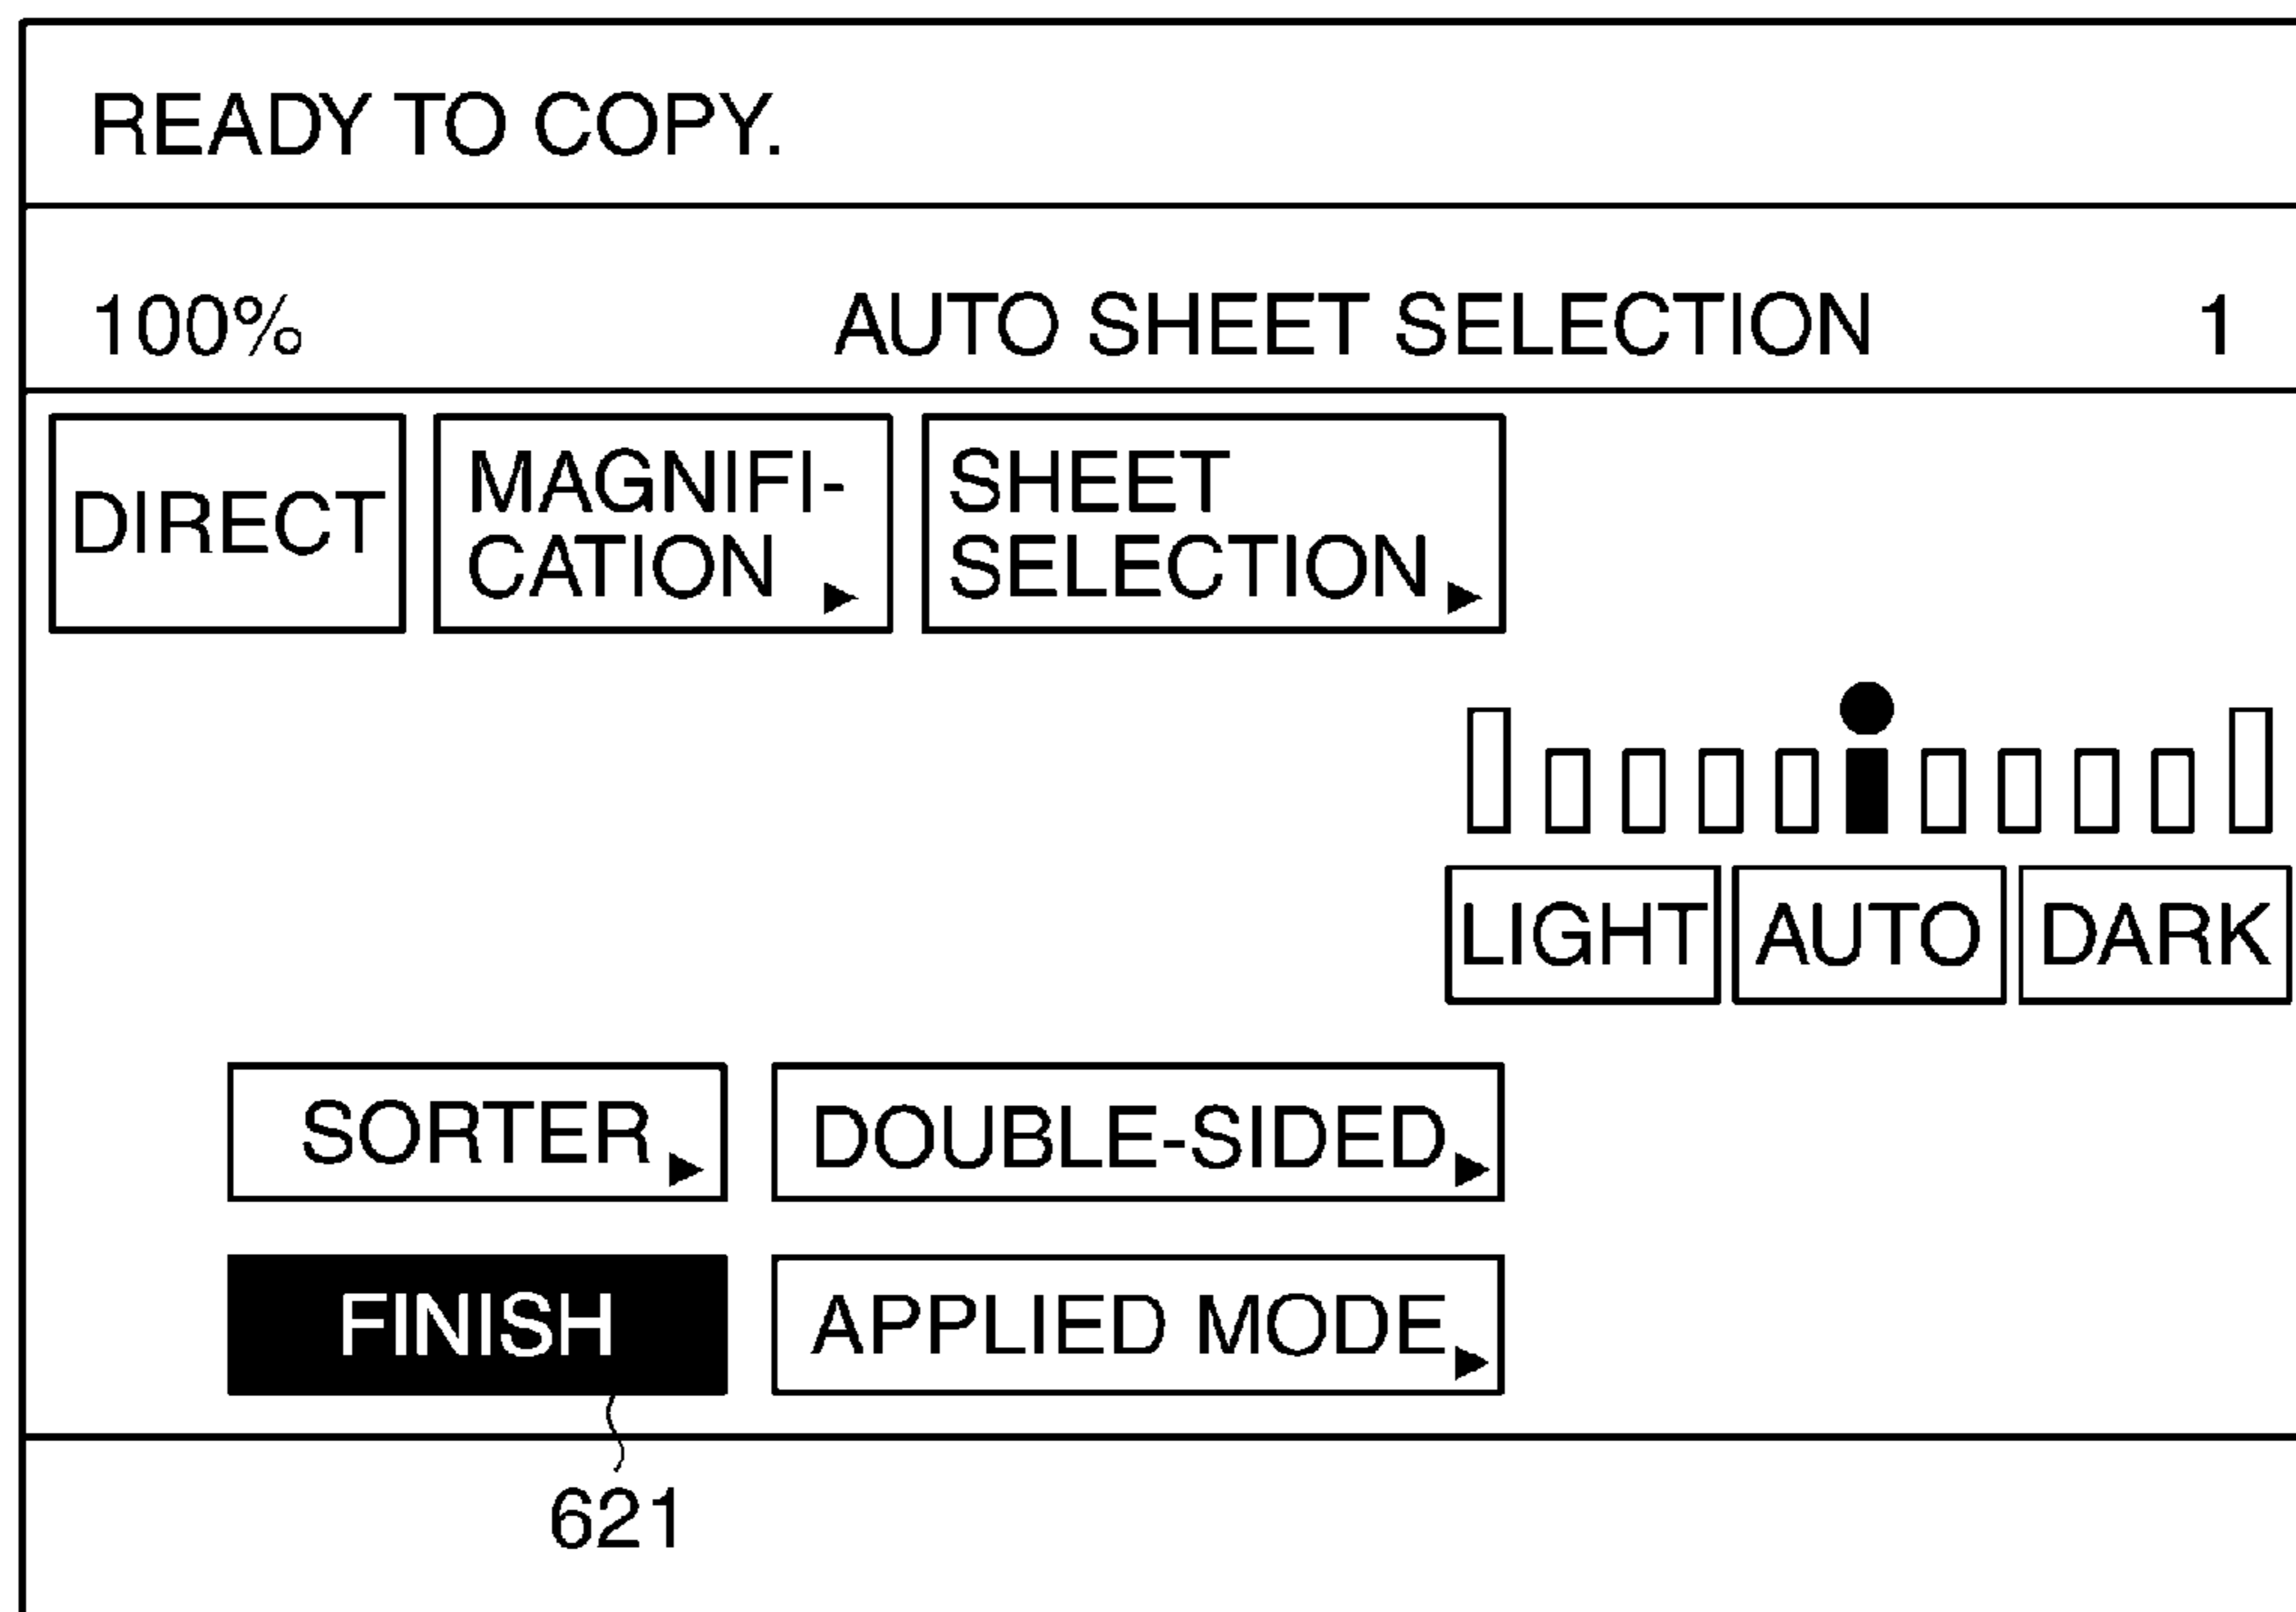 READY TO COPY.
100% AUTO SHEET SELECTION 1
DIRECT
MAGNIFI-
CATION
SHEET
SELECTION
LIGHT AUTO DARK
SORTER DOUBLE-SIDED
FINISH APPLIED MODE
621